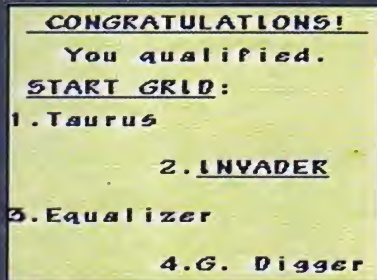 CONGRATULATIONS!
You qualified.
START GRID:
1.Taurus
2.INVADER
3.Equalizer
4.G. Digger